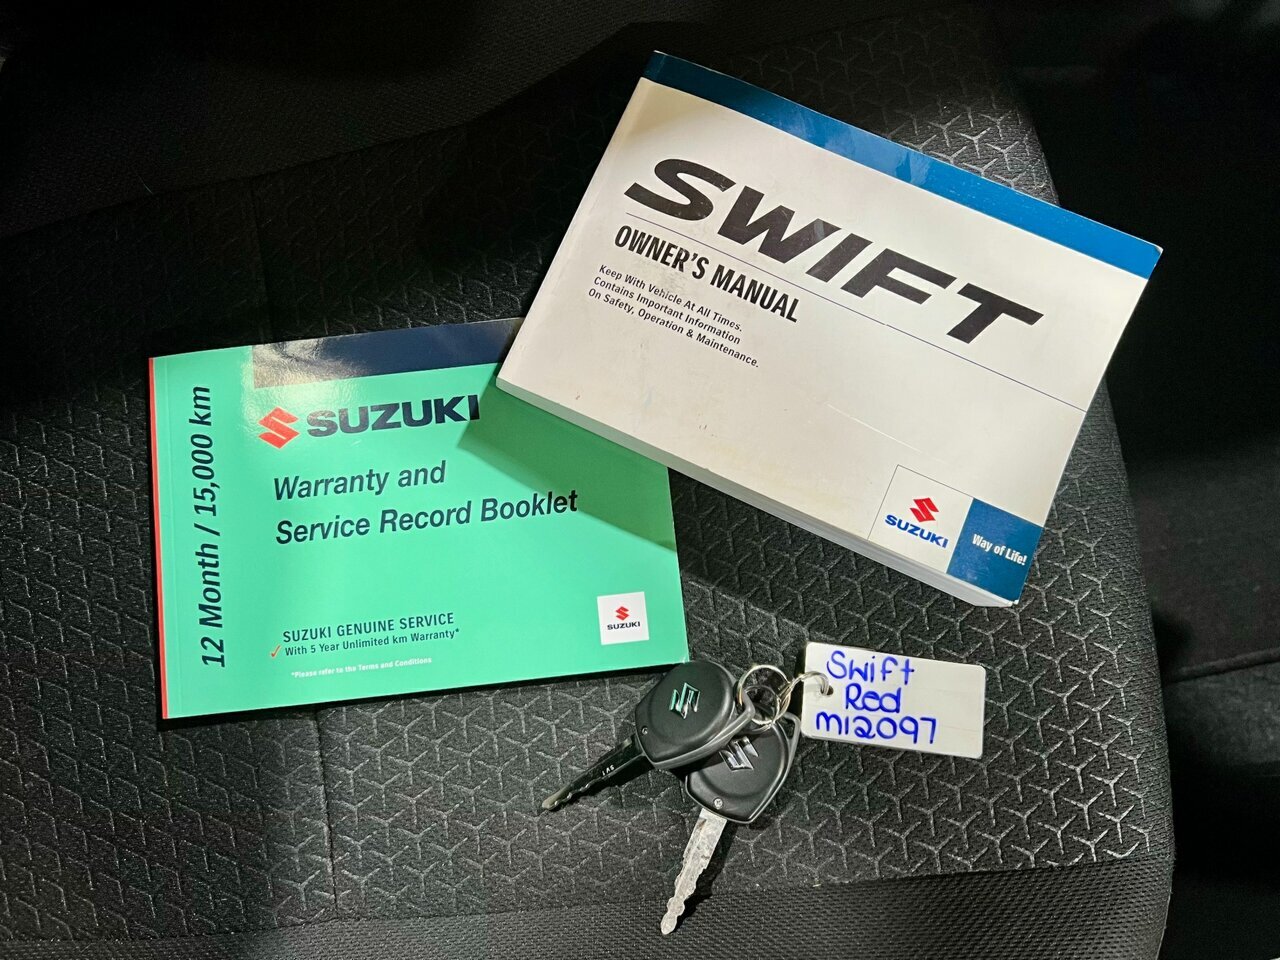 SWIFT
OWNER'S MANUAL
Keep With Vehicle At All Times.
Contains Important Information
On Safety, Operation & Maintenance.
SUZUKI
Way of Life!
12 Month / 15,000 km
SUZUKI
Warranty and
Service Record Booklet
SUZUKI GENUINE SERVICE
With 5 Year Unlimited km Warranty*
*Please refer to the Terms and Conditions
SUZUKI
Swift
Red
m12097